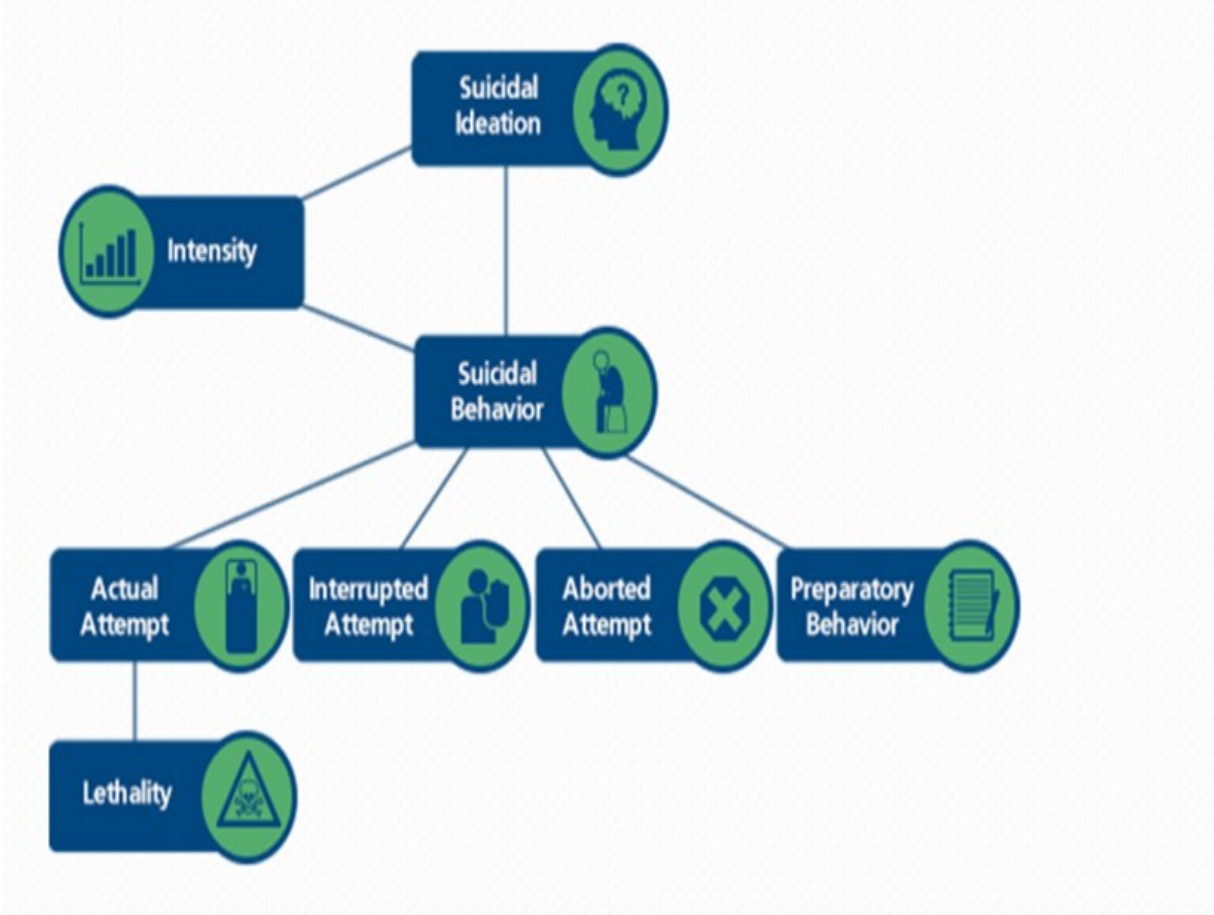 Suicidal
Ideation
?
Intensity
Suicidal
Behavior
Actual
Attempt
Interrupted
Attempt
Aborted
Attempt
Preparatory
Behavior
Lethality